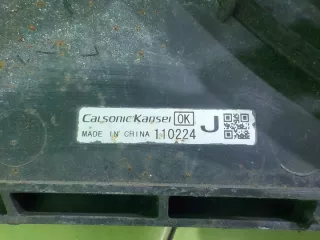 Calsonic Kansei OK J
MADE IN CHINA 110224